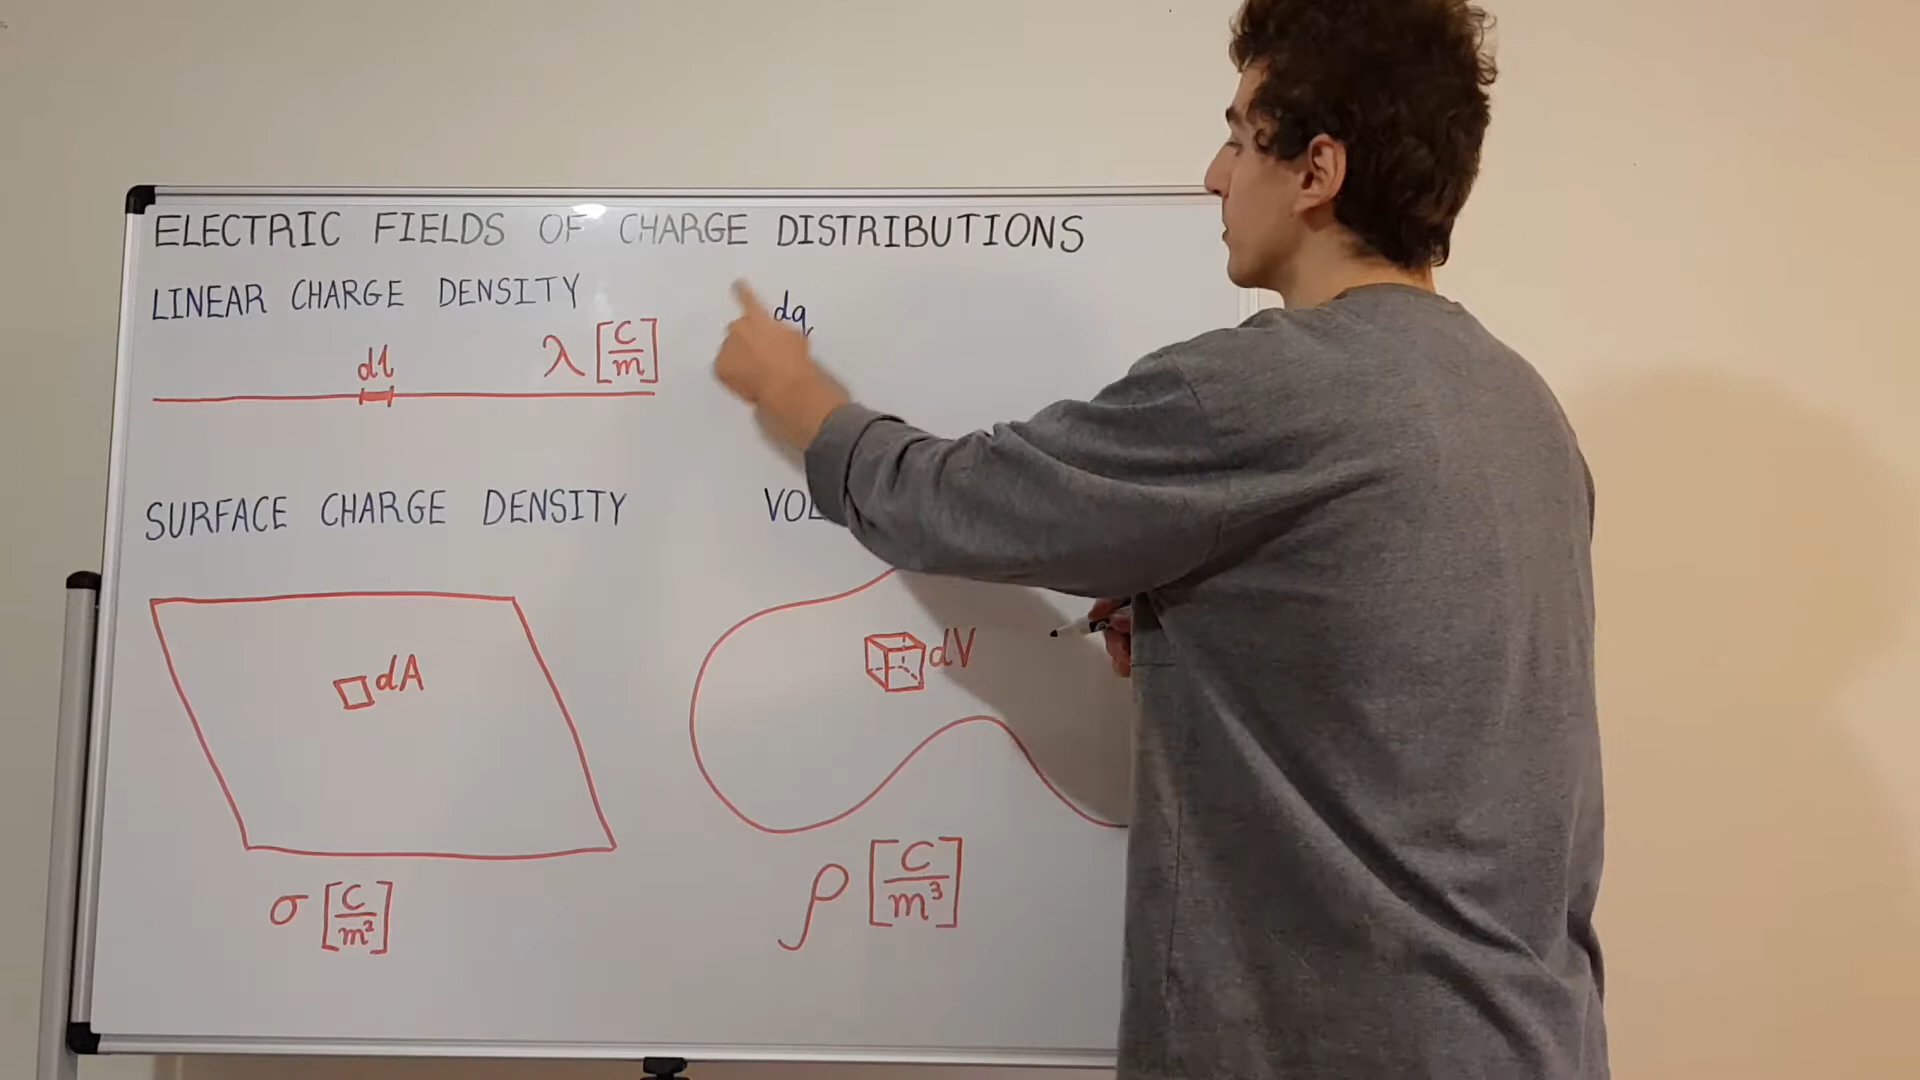 ELECTRIC FIELDS OF CHARGE DISTRIBUTIONS
LINEAR CHARGE DENSITY
dq
dl
λ [C/m]
SURFACE CHARGE DENSITY
dA
σ [C/m²]
dV
ρ [C/m³]